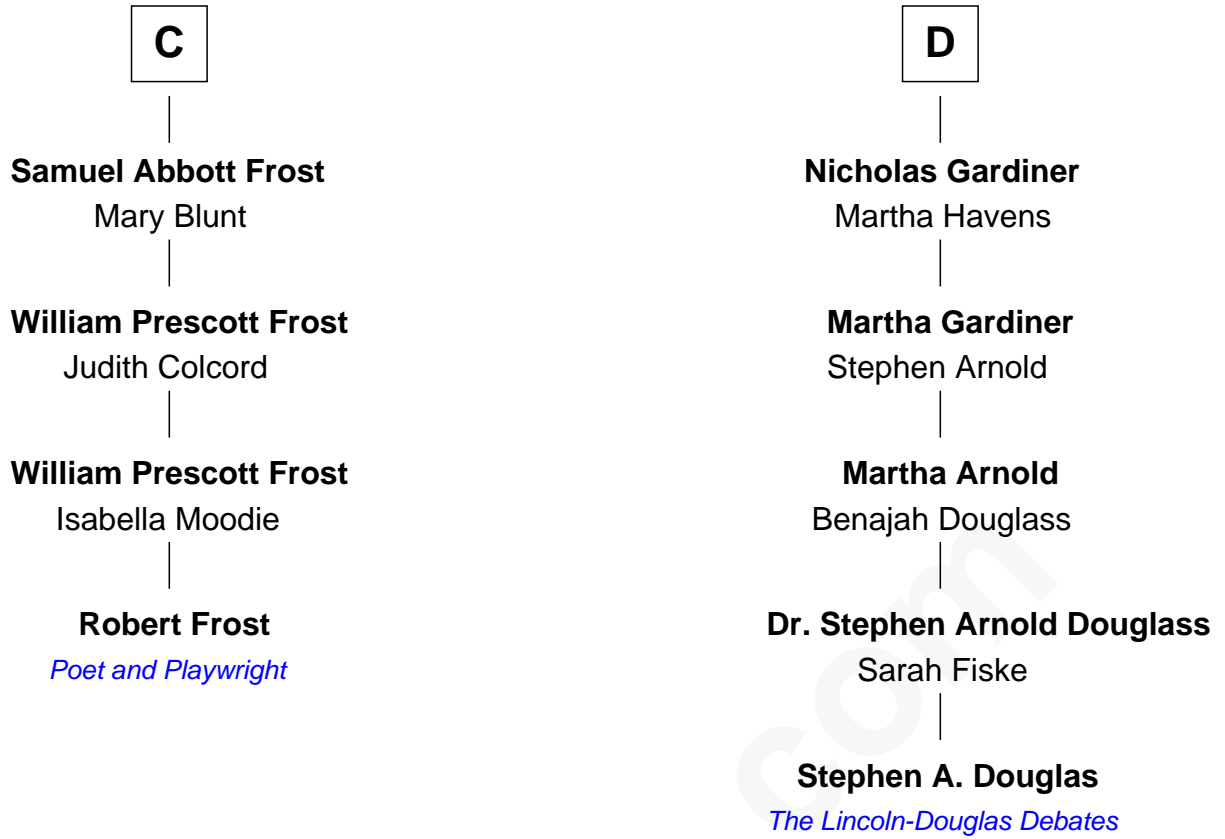 C
Samuel Abbott Frost
Mary Blunt
William Prescott Frost
Judith Colcord
William Prescott Frost
Isabella Moodie
Robert Frost
Poet and Playwright
D
Nicholas Gardiner
Martha Havens
Martha Gardiner
Stephen Arnold
Martha Arnold
Benajah Douglass
Dr. Stephen Arnold Douglass
Sarah Fiske
Stephen A. Douglas
The Lincoln-Douglas Debates
com